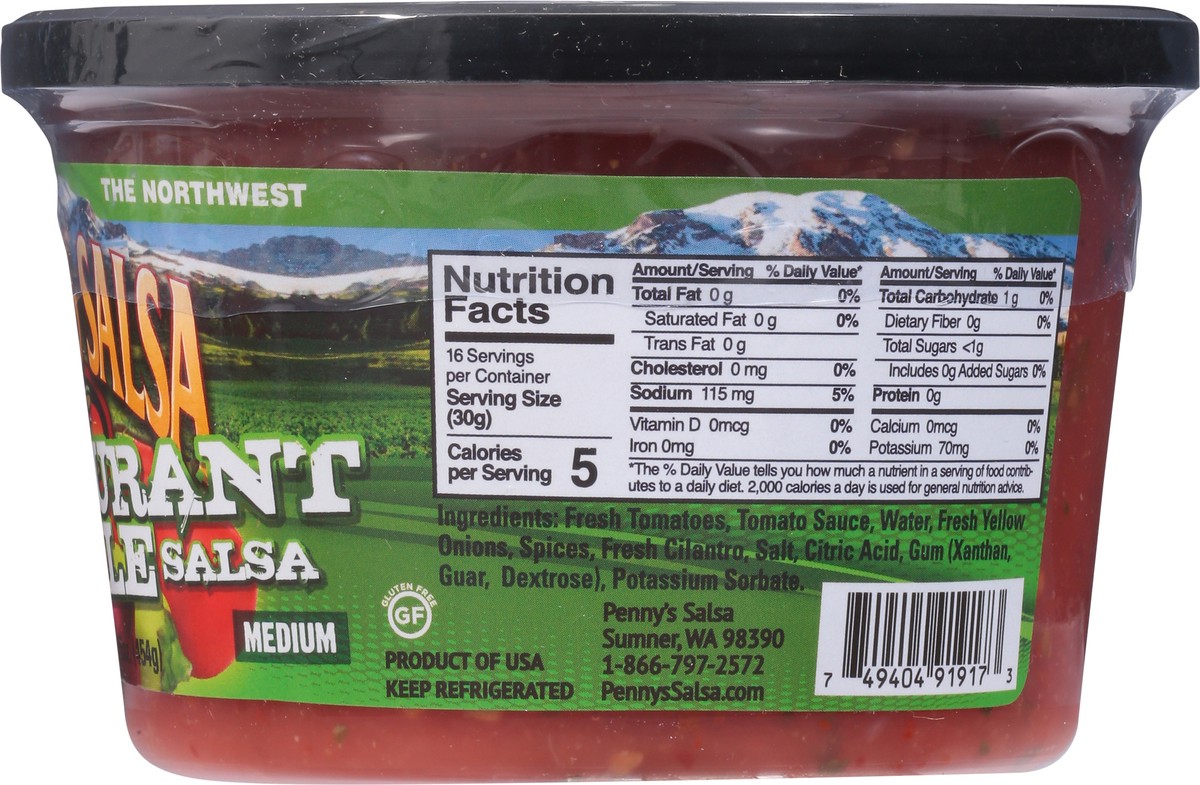 THE NORTHWEST
SALSA
SALSA
MEDIUM
Nutrition
Facts
16 Servings
per Container
Serving Size
(30g)
Calories
per Serving 5
Amount/Serving % Daily Value*
Total Fat 0 g 0%
Saturated Fat 0 g 0%
Trans Fat 0 g
Cholesterol 0 mg 0%
Sodium 115 mg 5%
Vitamin D 0mcg 0%
Iron 0mg 0%
Amount/Serving % Daily Value*
Total Carbohydrate 1 g 0%
Dietary Fiber 0g 0%
Total Sugars <1g
Includes 0g Added Sugars 0%
Protein 0g
Calcium 0mcg 0%
Potassium 70mg 0%
*The % Daily Value tells you how much a nutrient in a serving of food contrib-
utes to a daily diet. 2,000 calories a day is used for general nutrition advice.
Ingredients: Fresh Tomatoes, Tomato Sauce, Water, Fresh Yellow
Onions, Spices, Fresh Cilantro, Salt, Citric Acid, Gum (Xanthan,
Guar, Dextrose), Potassium Sorbate.
GLUTEN FREE
GF
PRODUCT OF USA
KEEP REFRIGERATED
Penny's Salsa
Sumner, WA 98390
1-866-797-2572
PennysSalsa.com
7 49404 91917 3